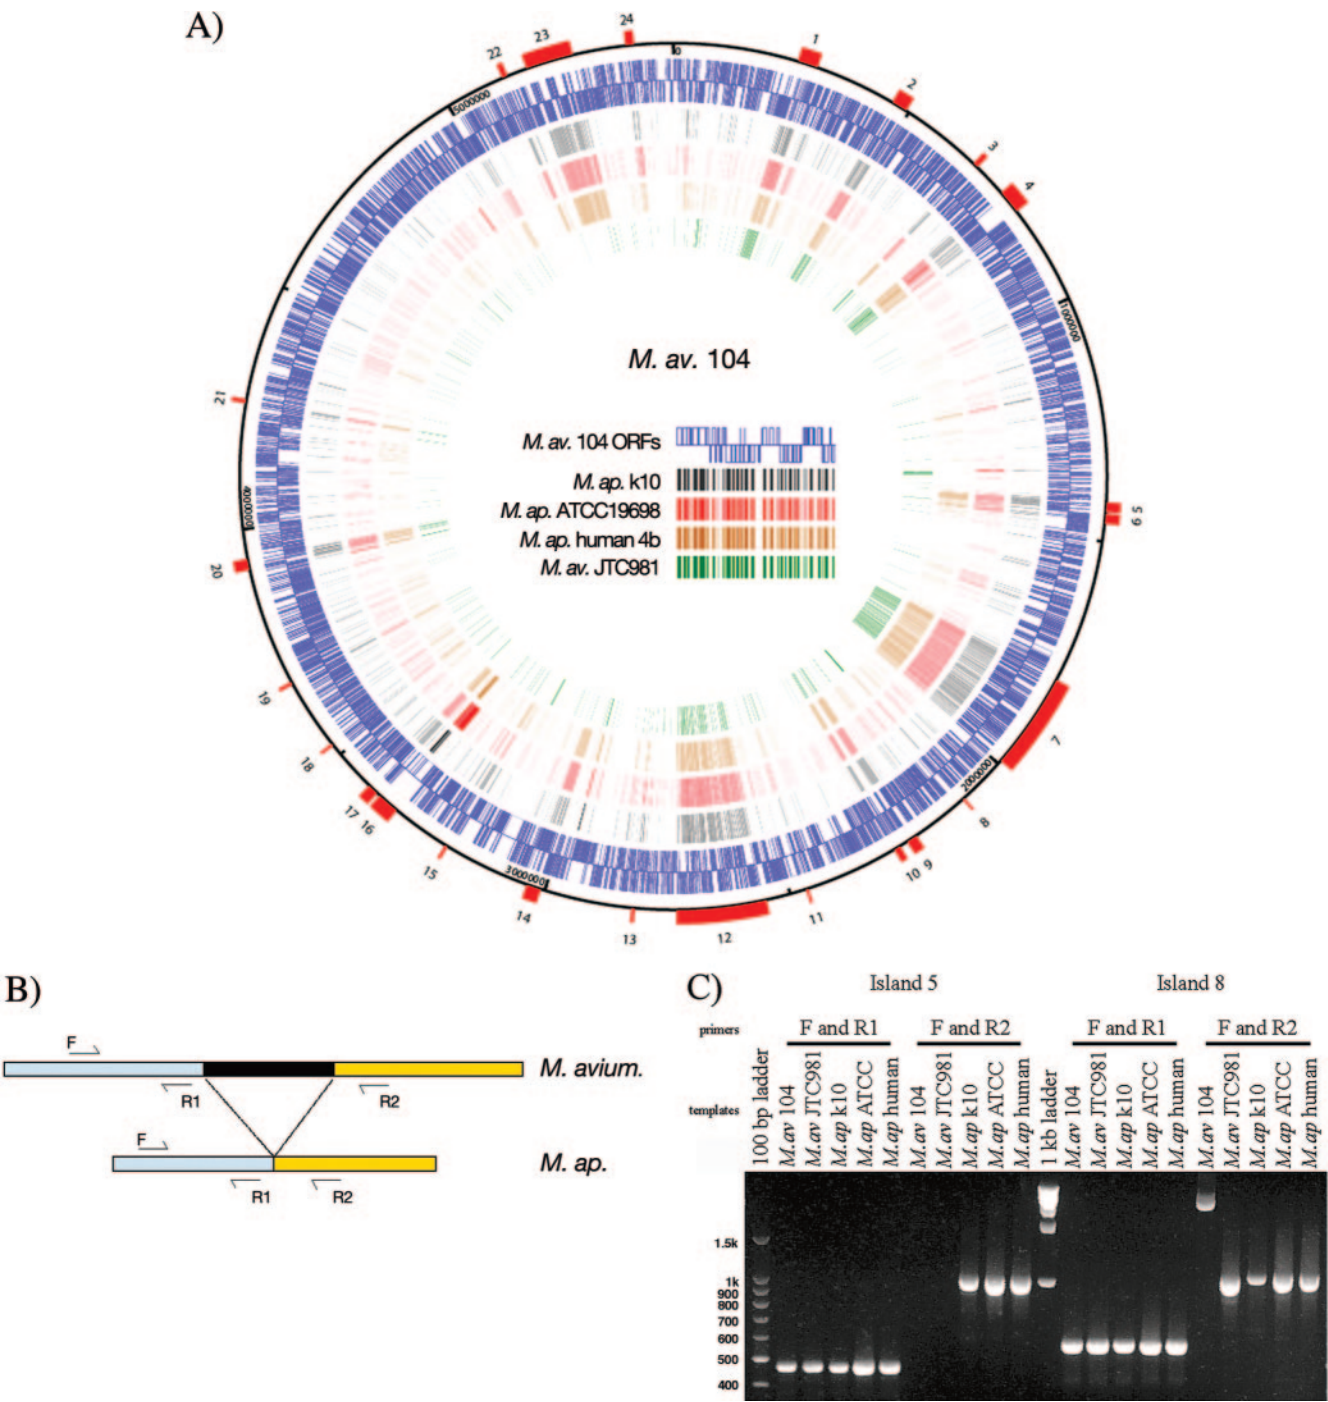 A)
24
23
22
1
2
3
4
0
5000000
1000000
M. av. 104
21
M. av. 104 ORFs
M. ap. k10
4000000
M. ap. ATCC19698
5
6
M. ap. human 4b
M. av. JTC981
20
19
7
18
2000000
8
17
16
9
10
15
3000000
14
11
13
12
B)
C)
Island 5
Island 8
primers
F and R1
F and R2
F and R1
F and R2
templates
100 bp ladder
M.av 104
M.av JTC981
M.ap k10
M.ap ATCC
M.ap human
M.av 104
M.av JTC981
M.ap k10
M.ap ATCC
M.ap human
1 kb ladder
M.av 104
M.av JTC981
M.ap k10
M.ap ATCC
M.ap human
M.av 104
M.av JTC981
M.ap k10
M.ap ATCC
M.ap human
F
M. avium.
R1
R2
F
M. ap.
R1
R2
1.5k
1k
900
800
700
600
500
400